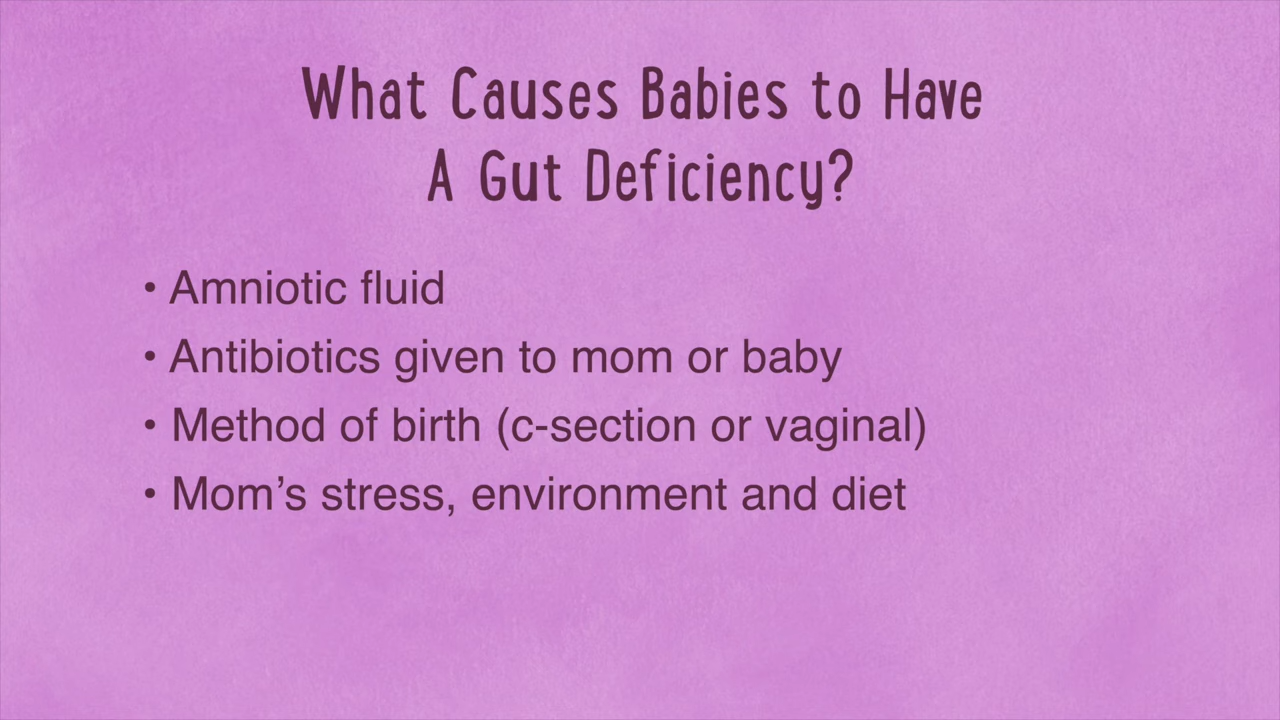 What Causes Babies to Have
A Gut Deficiency?
• Amniotic fluid
• Antibiotics given to mom or baby
• Method of birth (c-section or vaginal)
• Mom’s stress, environment and diet